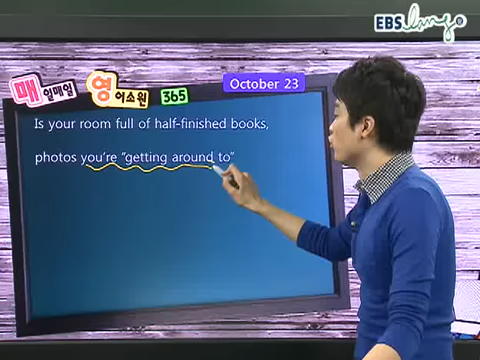 EBSlang
매일매일 영어소원 365
October 23
Is your room full of half-finished books,
photos you're "getting around to"